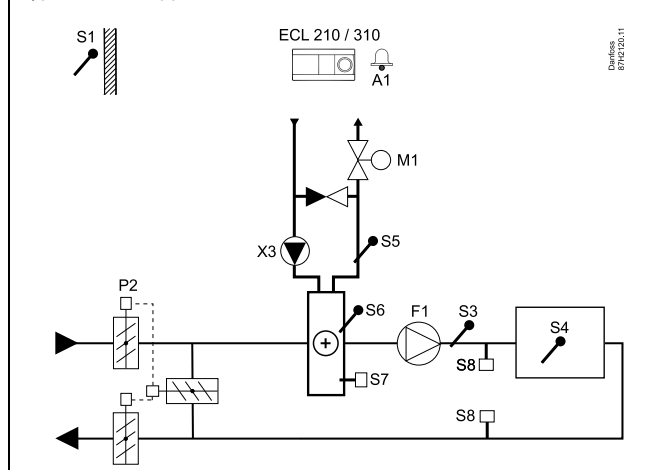 S1
ECL 210 / 310
A1
Danfoss
87H2120.11
M1
X3
S5
P2
S6
F1
S3
S4
S7
S8
S8